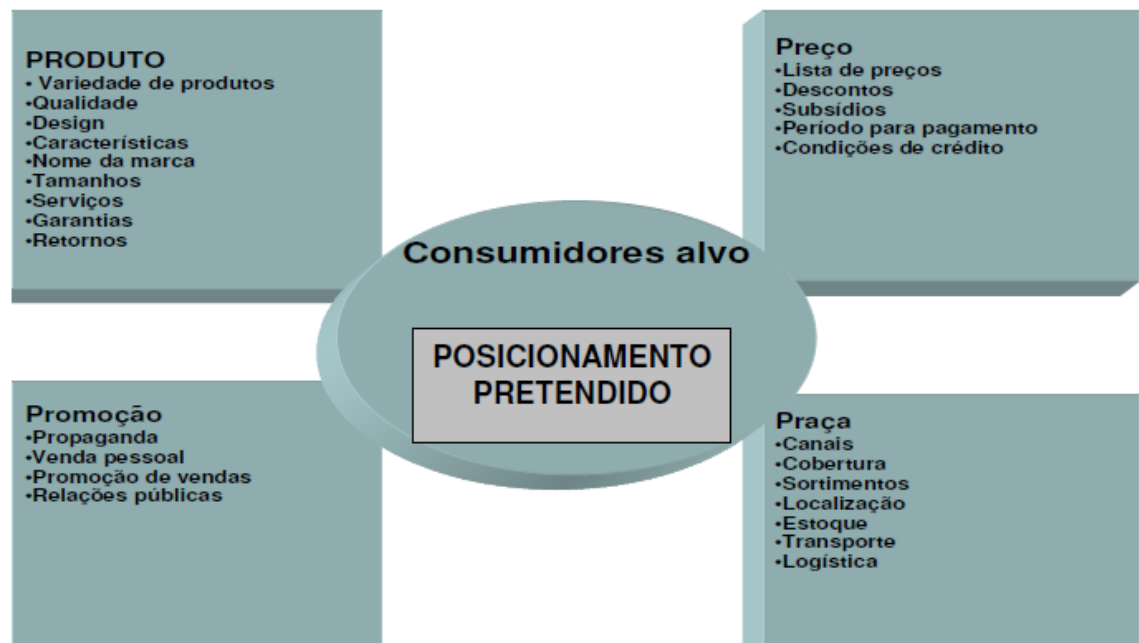 PRODUTO
• Variedade de produtos
•Qualidade
•Design
•Características
•Nome da marca
•Tamanhos
•Serviços
•Garantias
•Retornos
Preço
•Lista de preços
•Descontos
•Subsídios
•Período para pagamento
•Condições de crédito
Consumidores alvo
POSICIONAMENTO
PRETENDIDO
Promoção
•Propaganda
•Venda pessoal
•Promoção de vendas
•Relações públicas
Praça
•Canais
•Cobertura
•Sortimentos
•Localização
•Estoque
•Transporte
•Logística